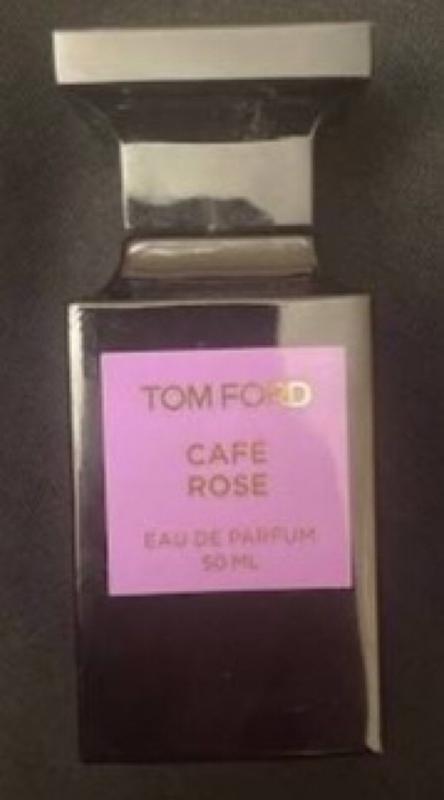 TOM FORD
CAFÉ
ROSE
EAU DE PARFUM
50 ML